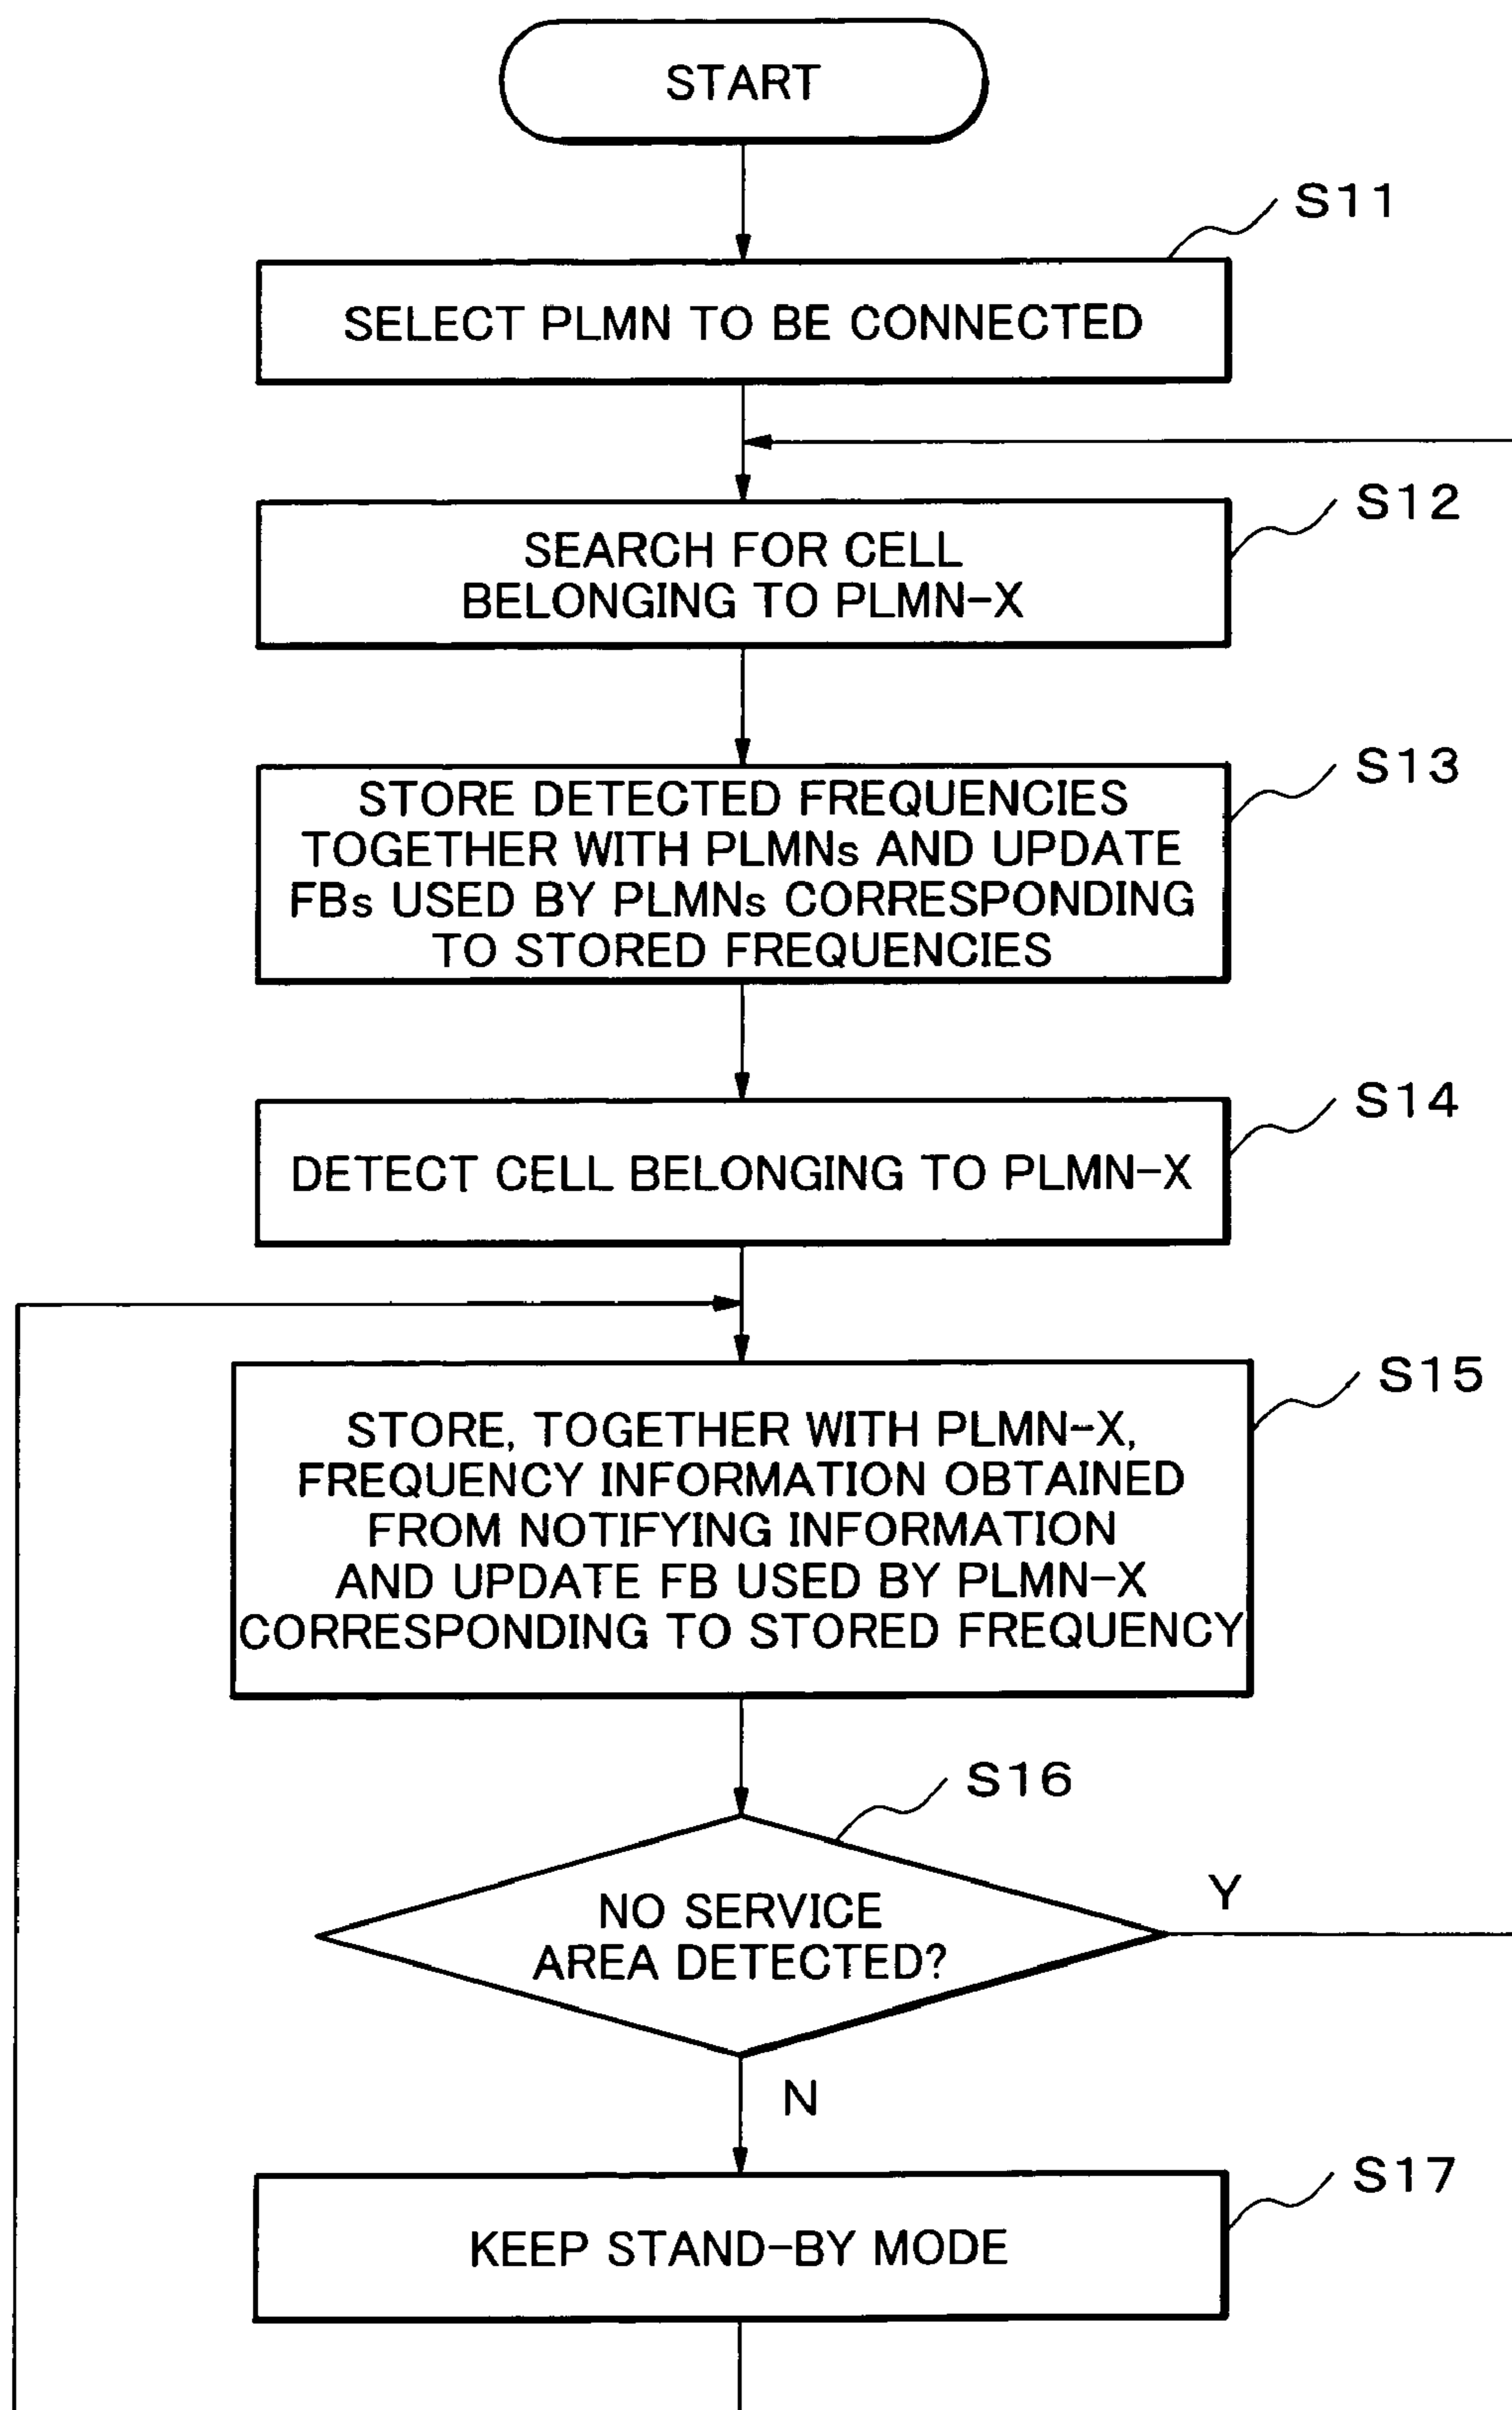 START
S11
SELECT PLMN TO BE CONNECTED
S12
SEARCH FOR CELL
BELONGING TO PLMN-X
S13
STORE DETECTED FREQUENCIES
TOGETHER WITH PLMNs AND UPDATE
FBs USED BY PLMNs CORRESPONDING
TO STORED FREQUENCIES
S14
DETECT CELL BELONGING TO PLMN-X
S15
STORE, TOGETHER WITH PLMN-X,
FREQUENCY INFORMATION OBTAINED
FROM NOTIFYING INFORMATION
AND UPDATE FB USED BY PLMN-X
CORRESPONDING TO STORED FREQUENCY
S16
NO SERVICE
AREA DETECTED?
Y
N
S17
KEEP STAND-BY MODE